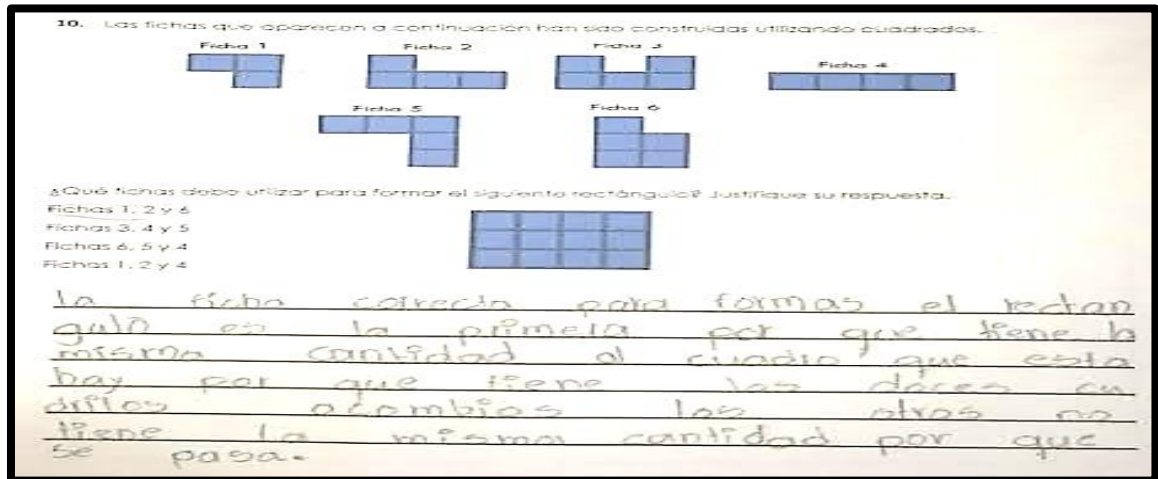 10. Las fichas que aparecen a continuación han sido construidas utilizando cuadrados.
Ficha 1 Ficha 2 Ficha 3 Ficha 4
Ficha 5 Ficha 6
¿Qué fichas debo utilizar para formar el siguiente rectángulo? Justifique su respuesta.
Fichas 1, 2 y 6
Fichas 3, 4 y 5
Fichas 6, 5 y 4
Fichas 1, 2 y 4
la ficha correcta para formas el rectan
gulo es la primera por que tiene la
misma cantidad al cuadro que esta
hay por que tiene las doces cu
dritos acambios los otros no
tiene la misma cantidad por que
se pasa.